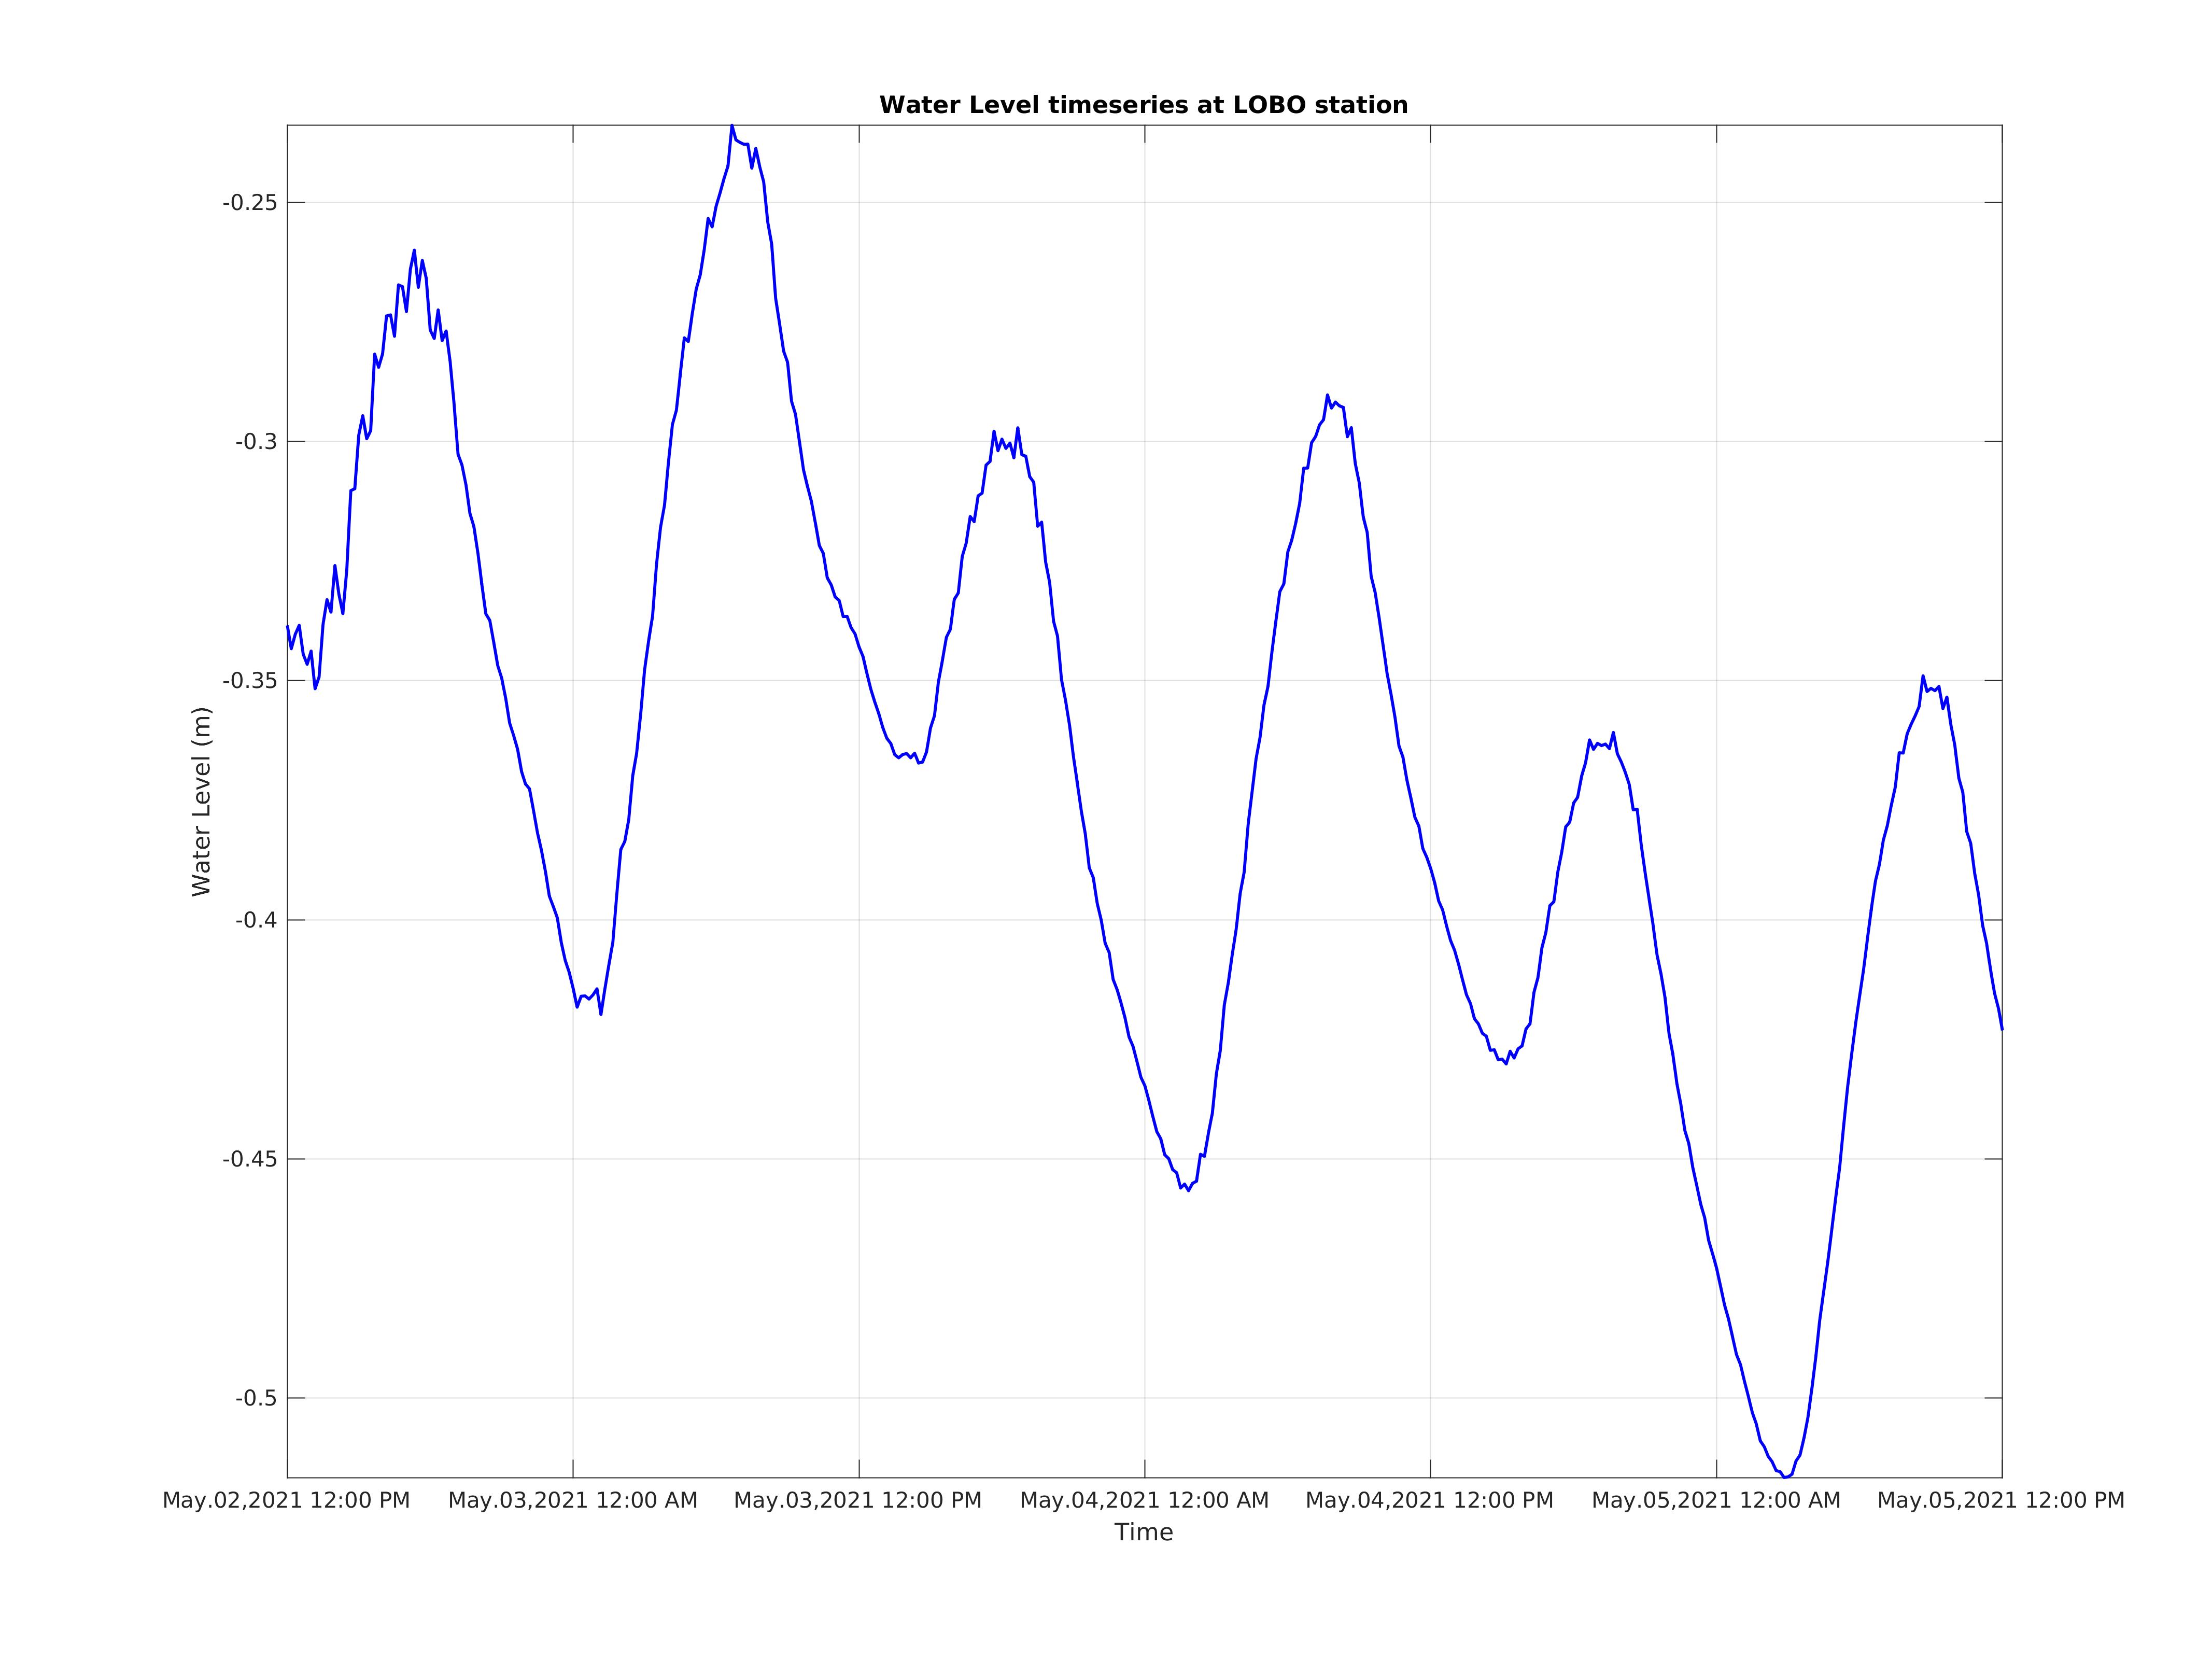 Water Level timeseries at LOBO station
-0.25
-0.3
-0.35
-0.4
-0.45
-0.5
Water Level (m)
May.02,2021 12:00 PM May.03,2021 12:00 AM May.03,2021 12:00 PM May.04,2021 12:00 AM May.04,2021 12:00 PM May.05,2021 12:00 AM May.05,2021 12:00 PM
Time